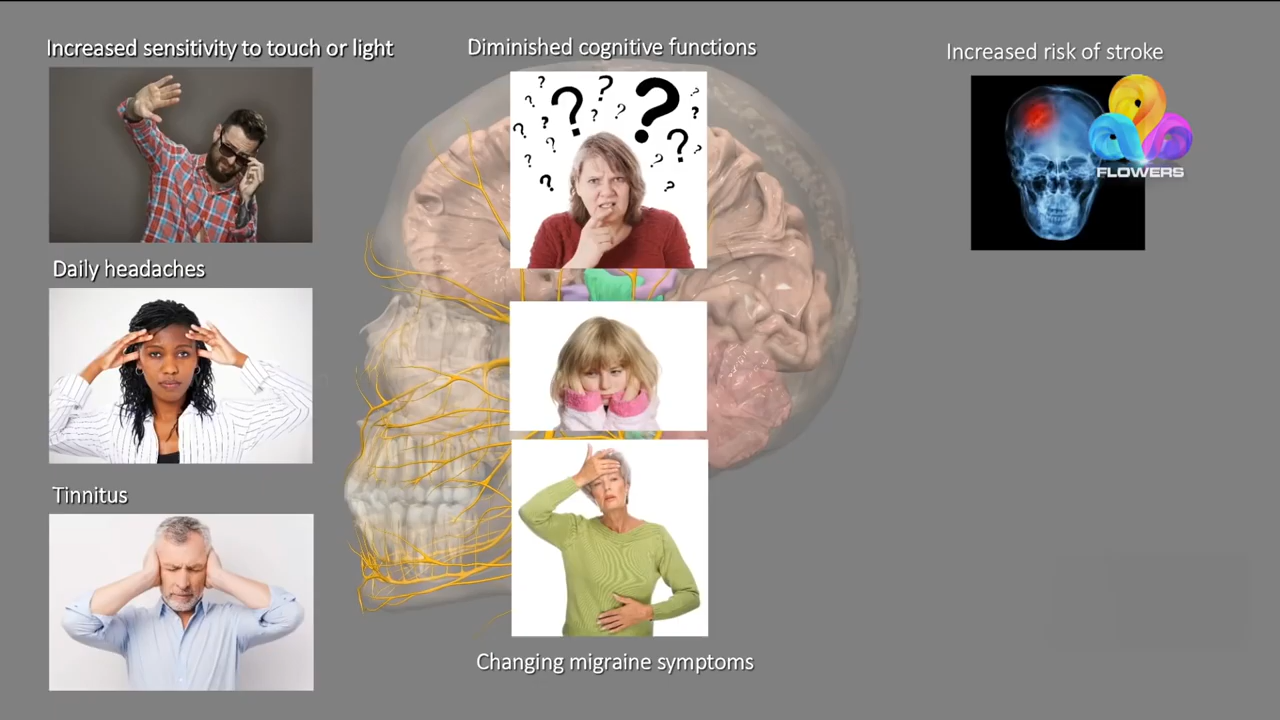 Increased sensitivity to touch or light
Diminished cognitive functions
Increased risk of stroke
FLOWERS
Daily headaches
Tinnitus
Changing migraine symptoms